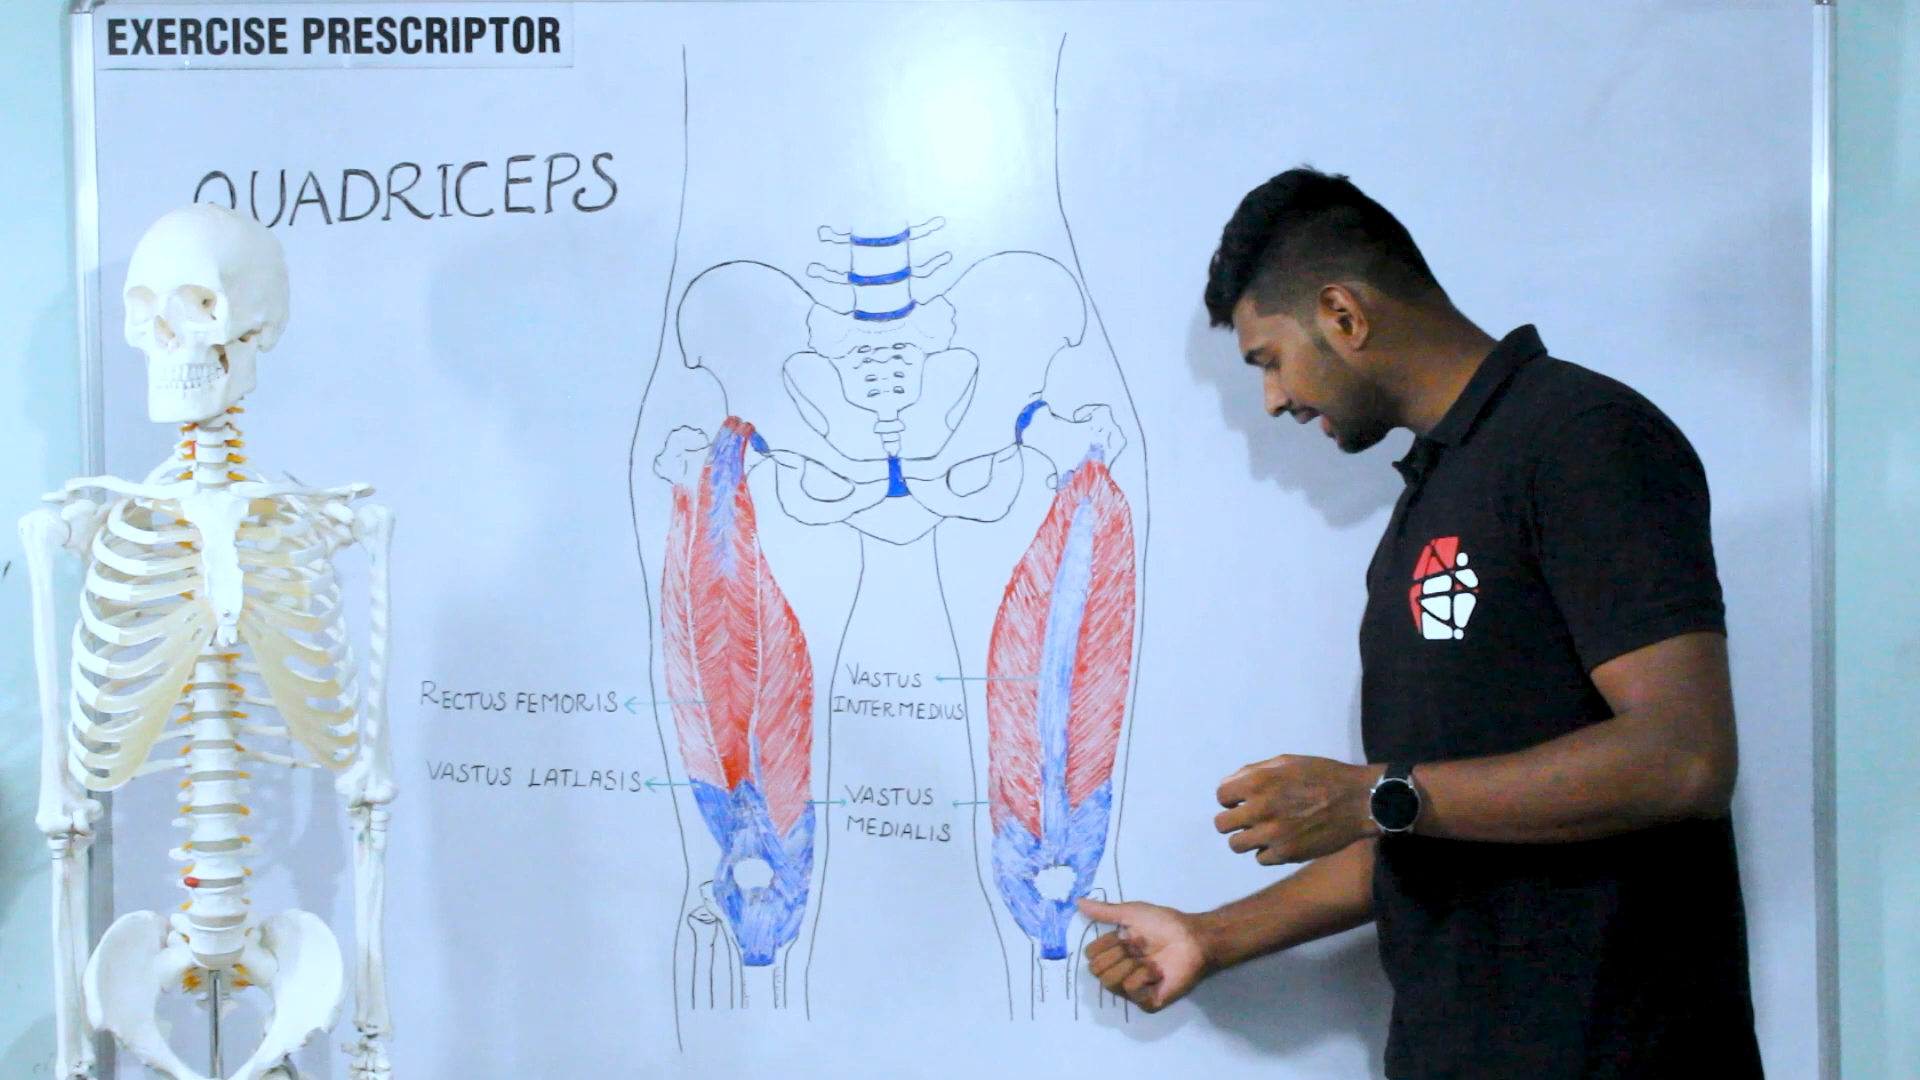 EXERCISE PRESCRIPTOR
QUADRICEPS
RECTUS FEMORIS
VASTUS LATLASIS
VASTUS
INTERMEDIUS
VASTUS
MEDIALIS